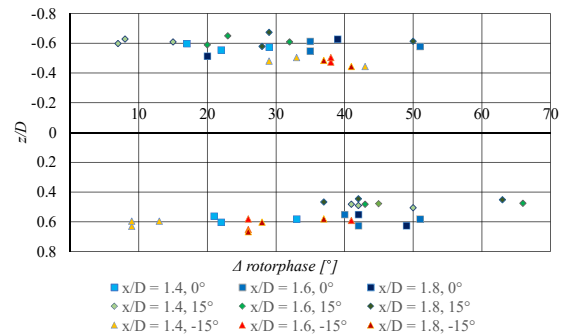 -0.8
-0.6
-0.4
-0.2
0
0.2
0.4
0.6
0.8
z/D
10 20 30 40 50 60 70
Δ rotorphase [°]
x/D = 1.4, 0° x/D = 1.6, 0° x/D = 1.8, 0°
x/D = 1.4, 15° x/D = 1.6, 15° x/D = 1.8, 15°
x/D = 1.4, -15° x/D = 1.6, -15° x/D = 1.8, -15°